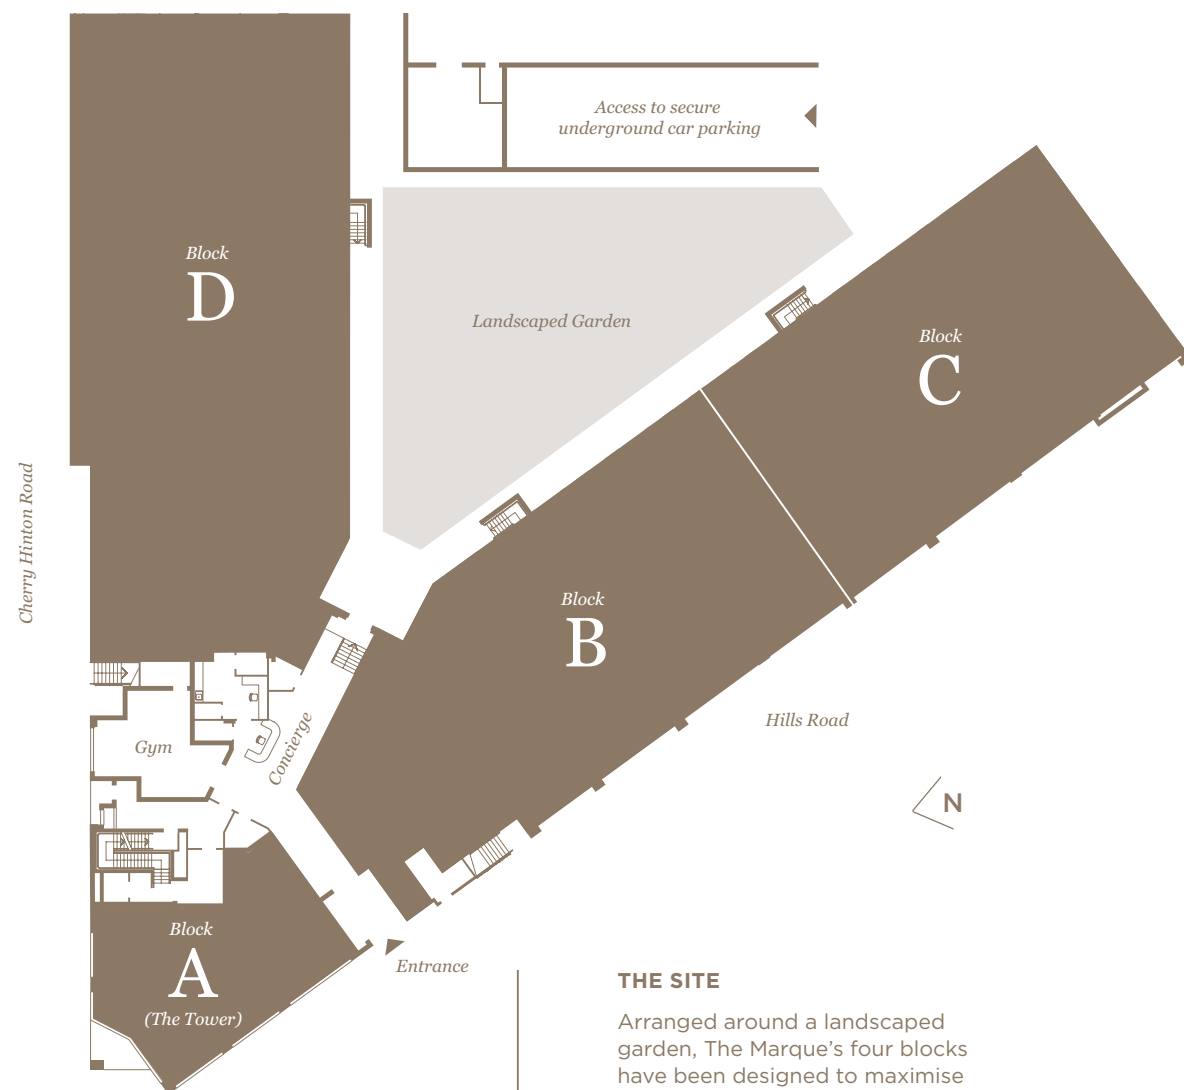 Access to secure
underground car parking
Block
D
Landscaped Garden
Block
C
Cherry Hinton Road
Block
B
Hills Road
Gym
Concierge
N
Block
A
(The Tower)
Entrance
THE SITE
Arranged around a landscaped
garden, The Marque’s four blocks
have been designed to maximise